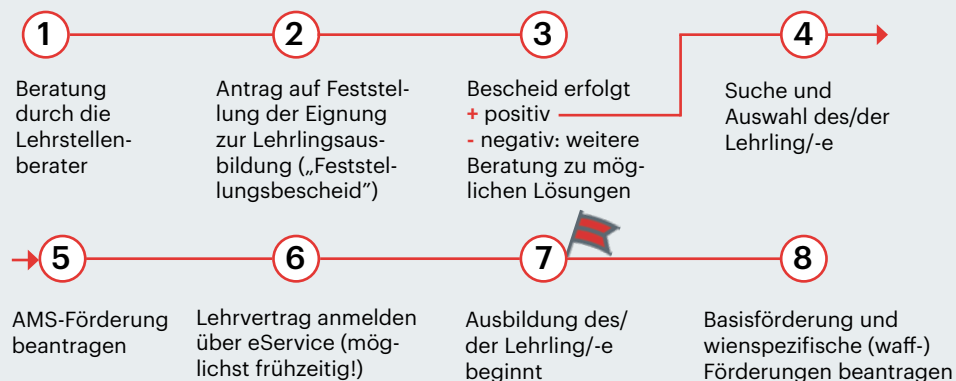 1
Beratung
durch die
Lehrstellen-
berater
2
Antrag auf Feststel-
lung der Eignung
zur Lehrlingsaus-
bildung („Feststel-
lungsbescheid”)
3
Bescheid erfolgt
+ positiv
- negativ: weitere
Beratung zu mög-
lichen Lösungen
4
Suche und
Auswahl des/der
Lehrling/-e
5
AMS-Förderung
beantragen
6
Lehrvertrag anmelden
über eService (mög-
lichst frühzeitig!)
7
Ausbildung des/
der Lehrling/-e
beginnt
8
Basisförderung und
wienspezifische (waff-)
Förderungen beantragen